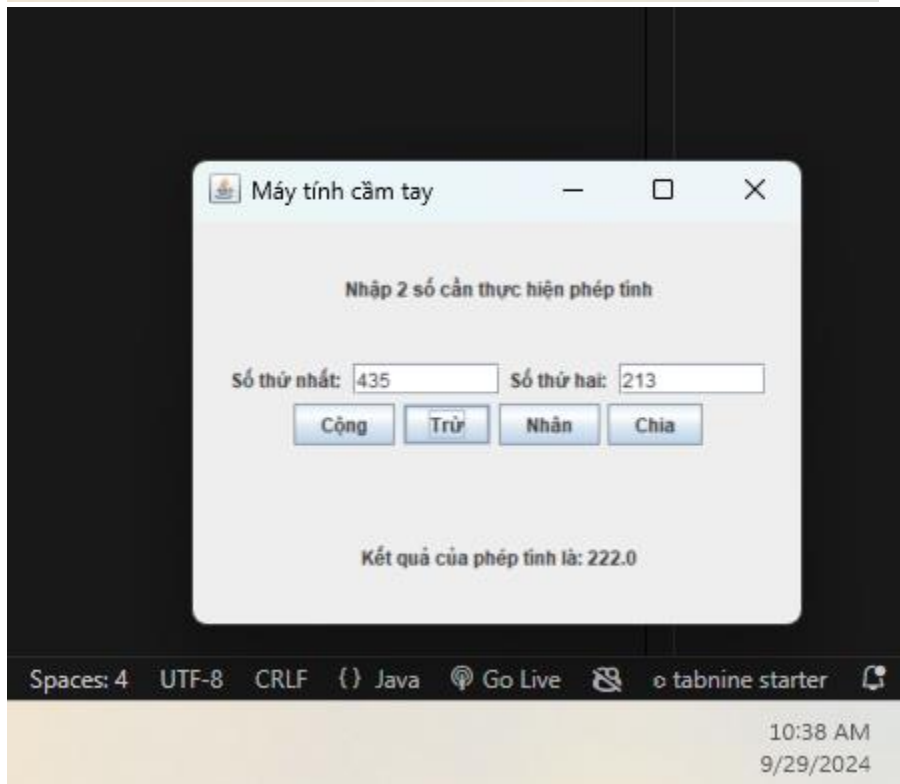 Máy tính cầm tay
Nhập 2 số cần thực hiện phép tính
Số thứ nhất: 435 Số thứ hai: 213
Cộng Trừ Nhân Chia
Kết quả của phép tính là: 222.0
Spaces: 4 UTF-8 CRLF {} Java Go Live tabnine starter
10:38 AM
9/29/2024